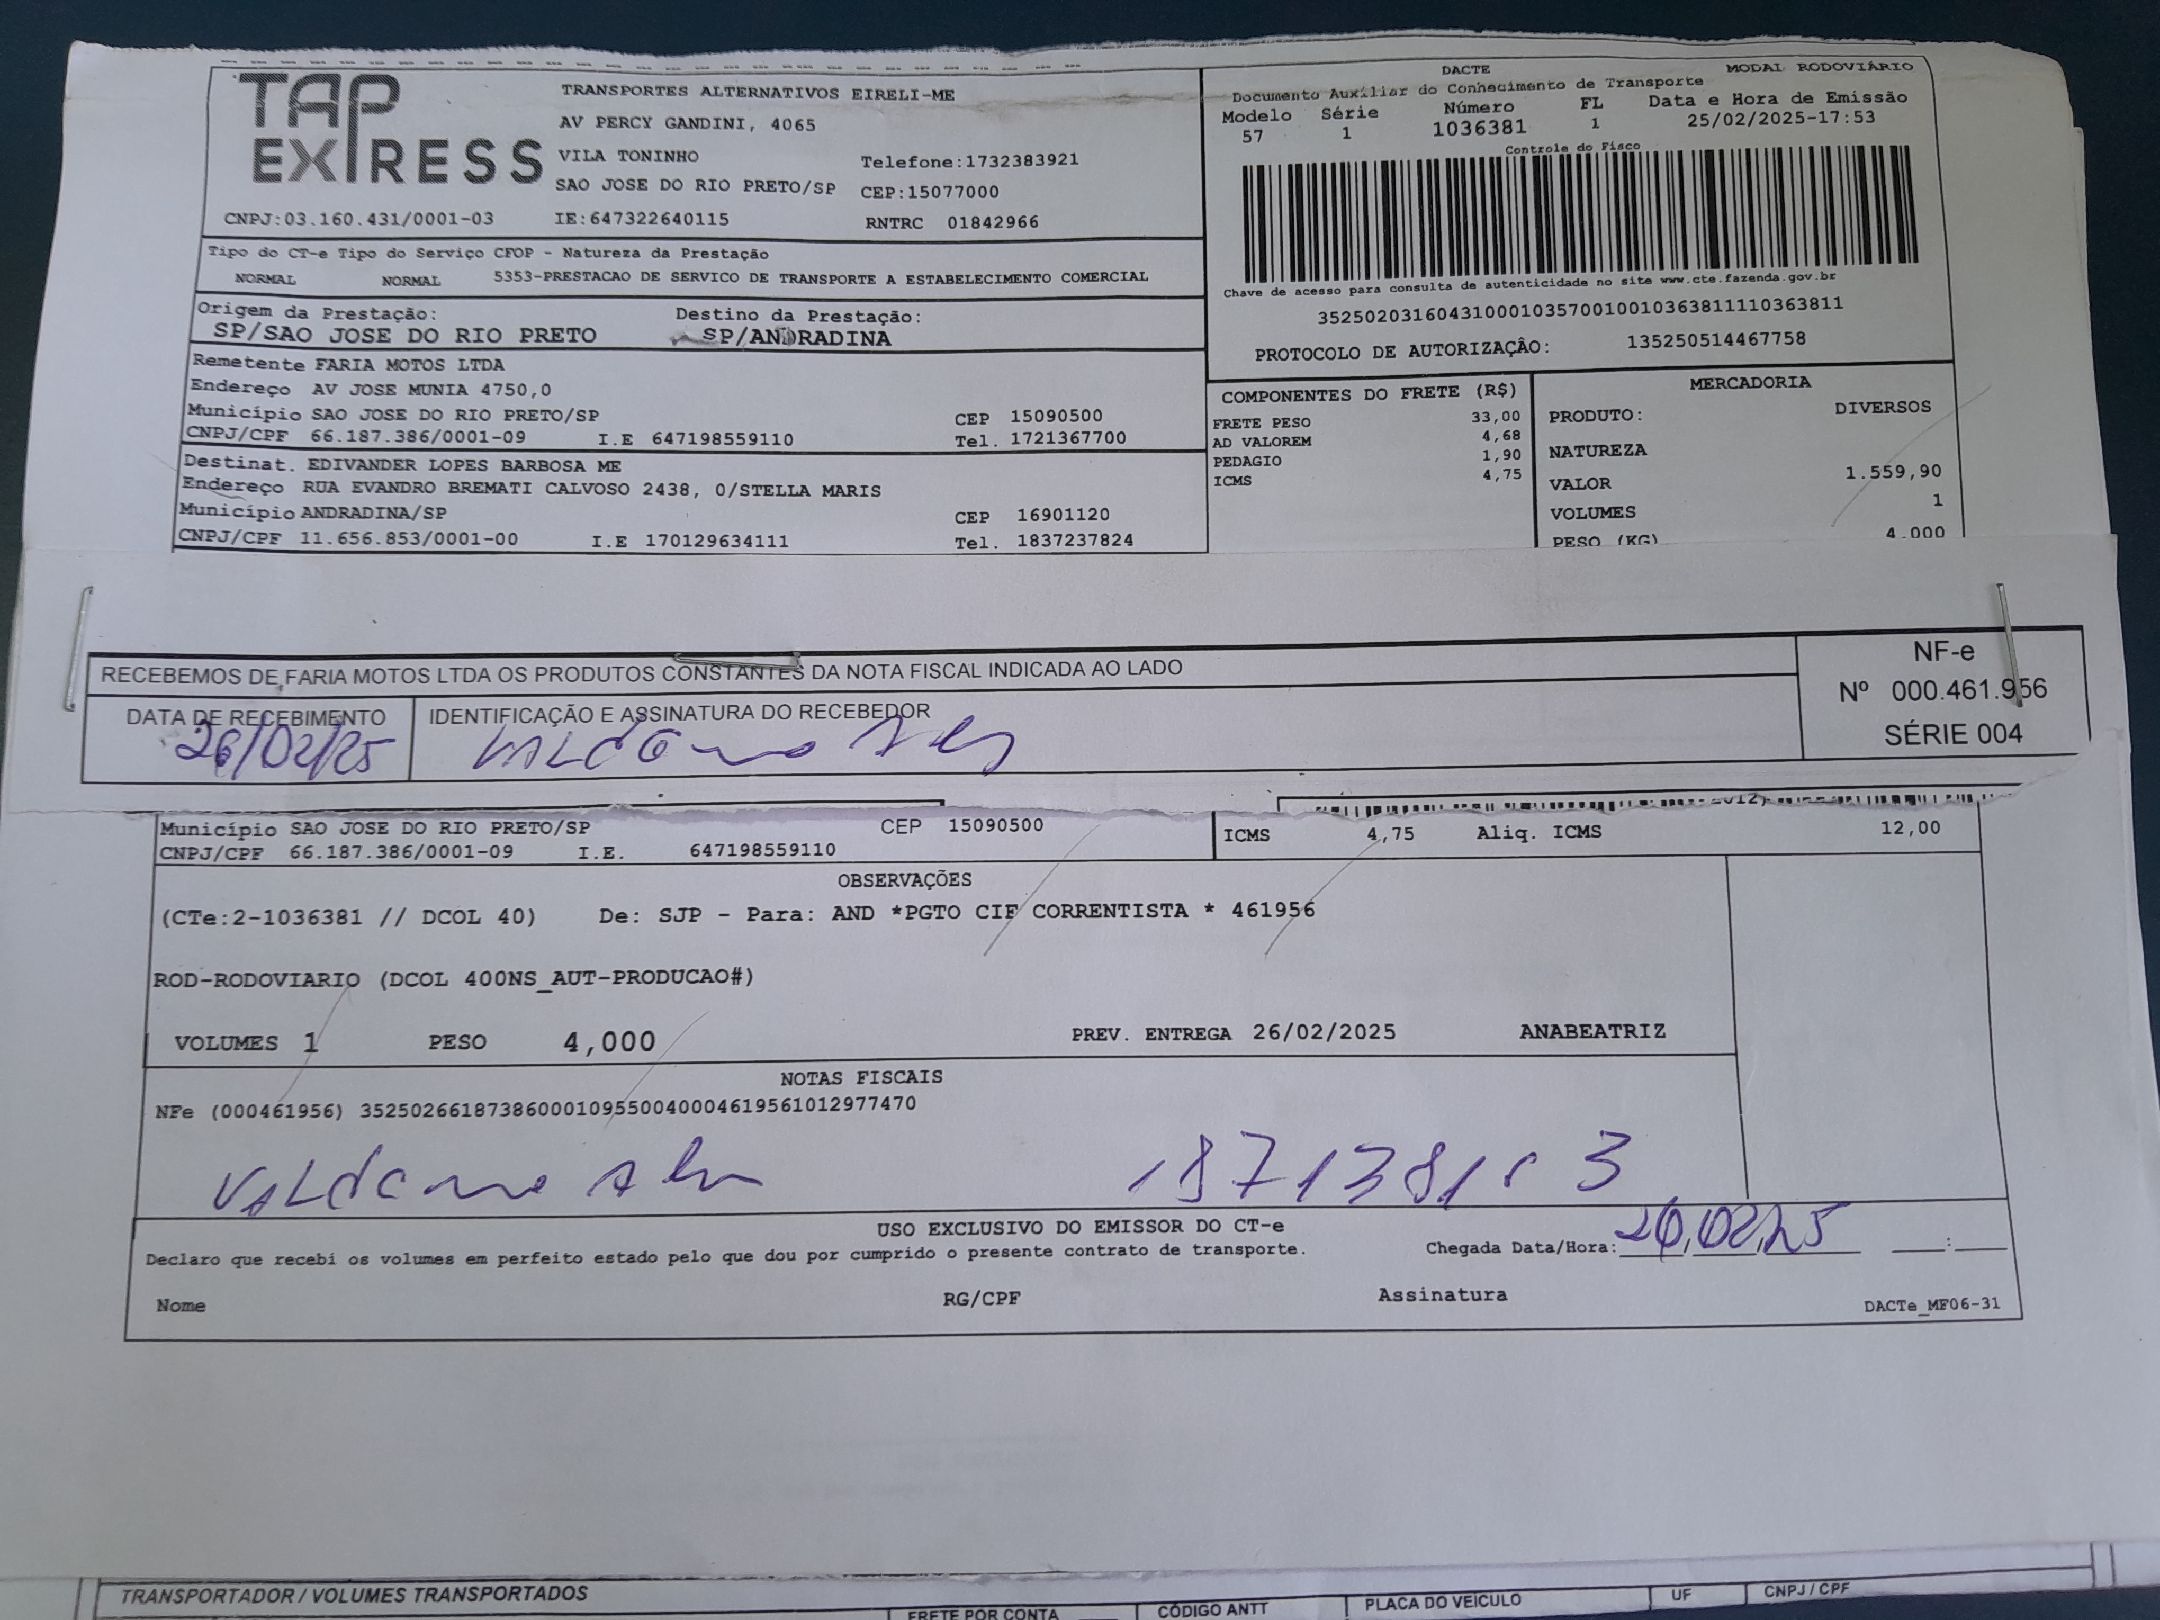 TAP EXPRESS
TRANSPORTES ALTERNATIVOS EIRELI-ME
AV PERCY GANDINI, 4065
VILA TONINHO Telefone:1732383921
SAO JOSE DO RIO PRETO/SP CEP:15077000
CNPJ:03.160.431/0001-03 IE:647322640115 RNTRC 01842966
DACTE MODAL RODOVIÁRIO
Documento Auxiliar do Conhecimento de Transporte
Modelo Série Número FL Data e Hora de Emissão
57 1 1036381 1 25/02/2025-17:53
Controle do Fisco
Chave de acesso para consulta de autenticidade no site www.cte.fazenda.gov.br
35250203160431000103570010010363811110363811
PROTOCOLO DE AUTORIZAÇÃO: 135250514467758
Tipo do CT-e Tipo do Serviço CFOP - Natureza da Prestação
NORMAL NORMAL 5353-PRESTACAO DE SERVICO DE TRANSPORTE A ESTABELECIMENTO COMERCIAL
Origem da Prestação: Destino da Prestação:
SP/SAO JOSE DO RIO PRETO SP/ANDRADINA
Remetente FARIA MOTOS LTDA
Endereço AV JOSE MUNIA 4750,0
Município SAO JOSE DO RIO PRETO/SP CEP 15090500
CNPJ/CPF 66.187.386/0001-09 I.E 647198559110 Tel. 1721367700
Destinat. EDIVANDER LOPES BARBOSA ME
Endereço RUA EVANDRO BREMATI CALVOSO 2438, 0/STELLA MARIS
Município ANDRADINA/SP CEP 16901120
CNPJ/CPF 11.656.853/0001-00 I.E 170129634111 Tel. 1837237824
COMPONENTES DO FRETE (R$)
FRETE PESO 33,00
AD VALOREM 4,68
PEDAGIO 1,90
ICMS 4,75
MERCADORIA
PRODUTO: DIVERSOS
NATUREZA
VALOR 1.559,90
VOLUMES 1
PESO (KG) 4.000
RECEBEMOS DE FARIA MOTOS LTDA OS PRODUTOS CONSTANTES DA NOTA FISCAL INDICADA AO LADO
NF-e
Nº 000.461.956
SÉRIE 004
DATA DE RECEBIMENTO IDENTIFICAÇÃO E ASSINATURA DO RECEBEDOR
26/02/25
Município SAO JOSE DO RIO PRETO/SP CEP 15090500
CNPJ/CPF 66.187.386/0001-09 I.E. 647198559110
ICMS 4,75 Aliq. ICMS 12,00
OBSERVAÇÕES
(CTe:2-1036381 // DCOL 40) De: SJP - Para: AND *PGTO CIF CORRENTISTA * 461956
ROD-RODOVIARIO (DCOL 400NS_AUT-PRODUCAO#)
VOLUMES 1 PESO 4,000 PREV. ENTREGA 26/02/2025 ANABEATRIZ
NOTAS FISCAIS
NFe (000461956) 35250266187386000109550040004619561012977470
USO EXCLUSIVO DO EMISSOR DO CT-e
Declaro que recebi os volumes em perfeito estado pelo que dou por cumprido o presente contrato de transporte.
Chegada Data/Hora: 26,02,25 __:__
Nome RG/CPF Assinatura
DACTe_MF06-31
TRANSPORTADOR / VOLUMES TRANSPORTADOS
FRETE POR CONTA CÓDIGO ANTT PLACA DO VEÍCULO UF CNPJ / CPF